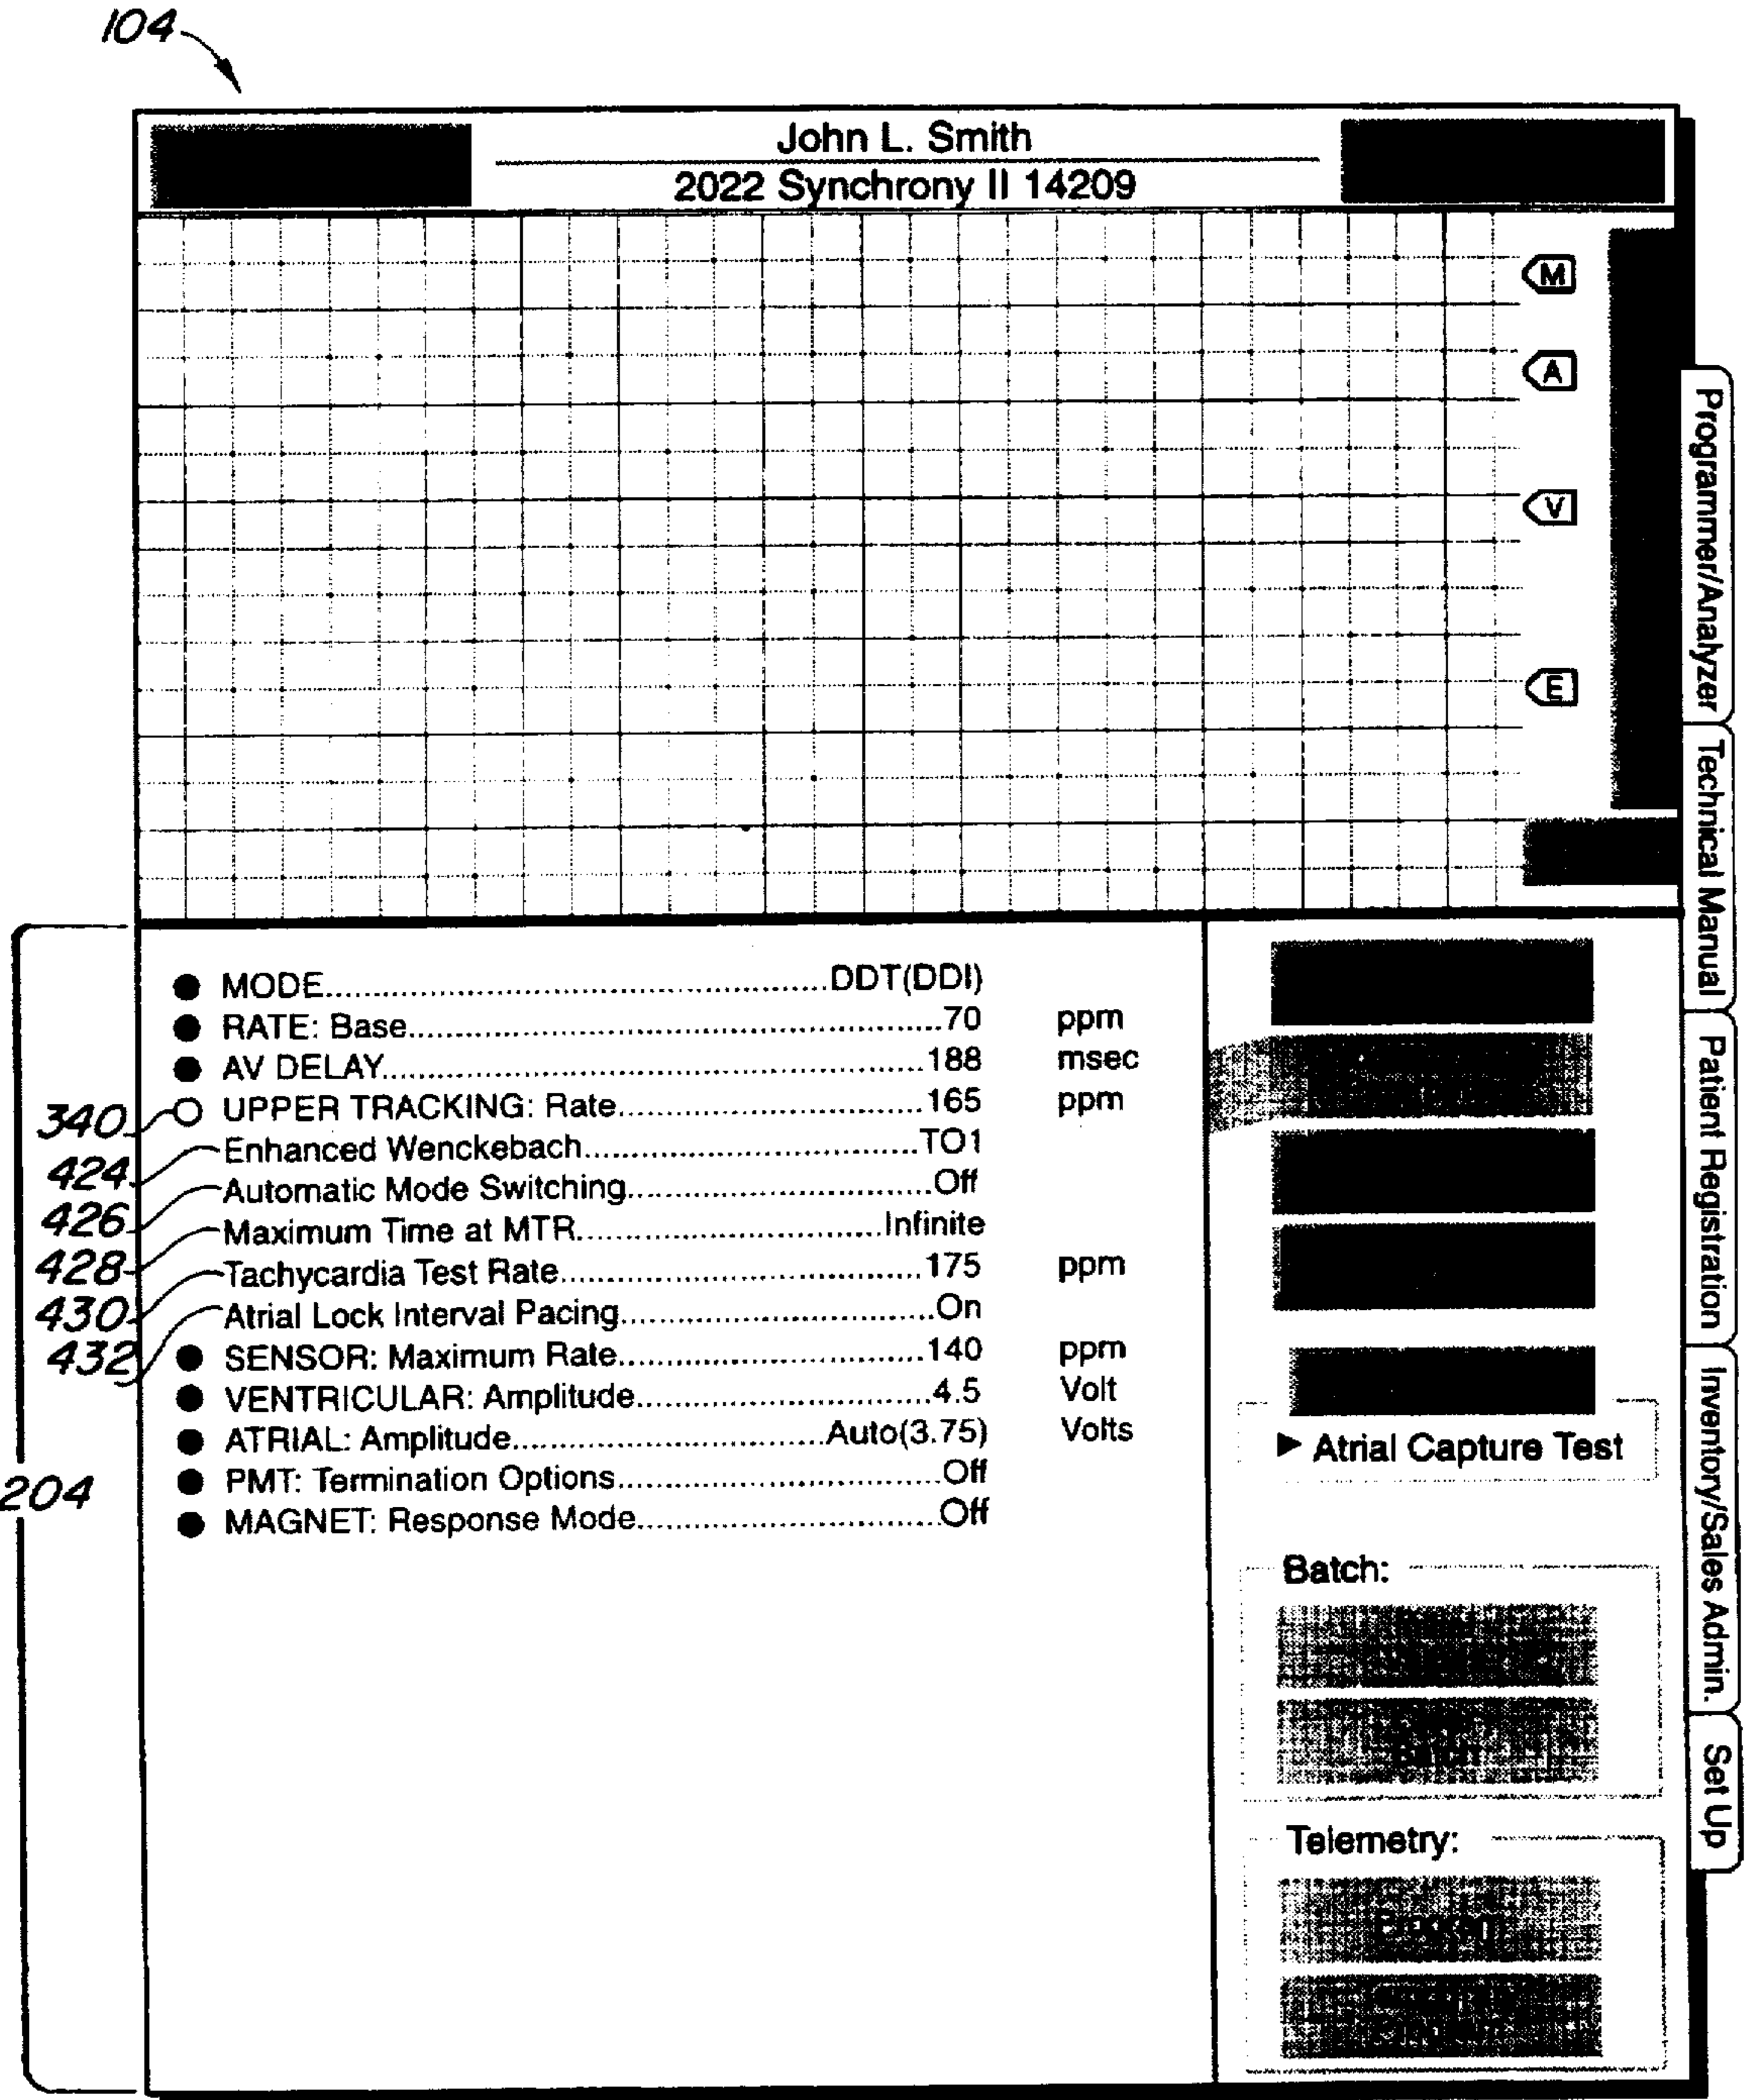 104
John L. Smith
2022 Synchrony II 14209
M
A
V
E
Programmer/Analyzer
Technical Manual
Patient Registration
Inventory/Sales Admin.
Set Up
204
● MODE....................................................DDT(DDI)
● RATE: Base.......................................................70 ppm
● AV DELAY........................................................188 msec
340 ○ UPPER TRACKING: Rate...............................165 ppm
424 Enhanced Wenckebach..................................TO1
426 Automatic Mode Switching................................Off
428 Maximum Time at MTR...............................Infinite
430 Tachycardia Test Rate.....................................175 ppm
432 Atrial Lock Interval Pacing................................On
● SENSOR: Maximum Rate...............................140 ppm
● VENTRICULAR: Amplitude..............................4.5 Volt
● ATRIAL: Amplitude................................Auto(3.75) Volts
● PMT: Termination Options.................................Off
● MAGNET: Response Mode...............................Off
▶ Atrial Capture Test
Batch:
Batch
Telemetry:
Program
Program